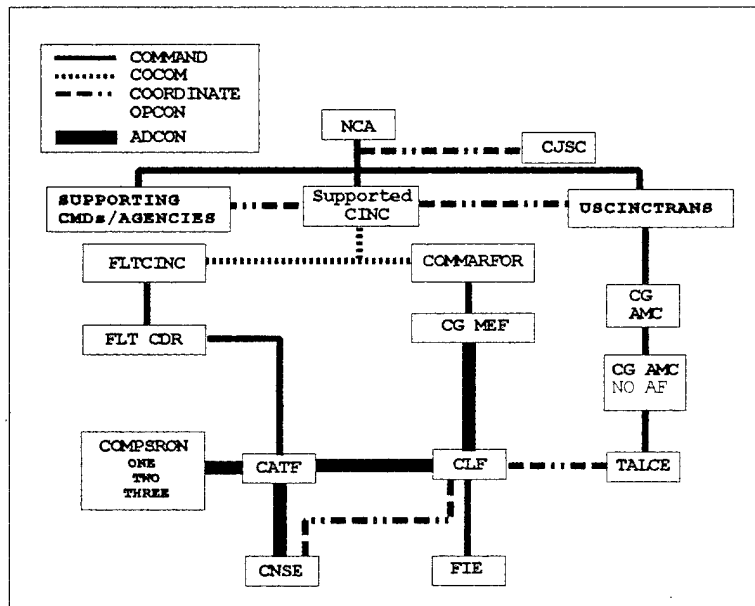 COMMAND
COCOM
COORDINATE
OPCON
ADCON
NCA
CJSC
SUPPORTING
CMDs/AGENCIES
Supported
CINC
USCINCTRANS
FLTCINC
COMMARFOR
CG
AMC
FLT CDR
CG MEF
CG AMC
NO AF
COMPSRON
ONE
TWO
THREE
CATF
CLF
TALCE
CNSE
FIE